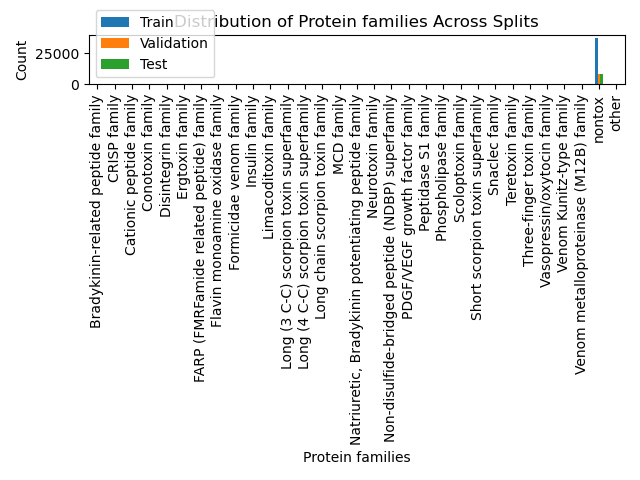 Distribution of Protein families Across Splits
Train
Validation
Test
Count
25000
0
Bradykinin-related peptide family
CRISP family
Cationic peptide family
Conotoxin family
Disintegrin family
Ergtoxin family
FARP (FMRFamide related peptide) family
Flavin monoamine oxidase family
Formicidae venom family
Insulin family
Limacoditoxin family
Long (3 C-C) scorpion toxin superfamily
Long (4 C-C) scorpion toxin superfamily
Long chain scorpion toxin family
MCD family
Natriuretic, Bradykinin potentiating peptide family
Neurotoxin family
Non-disulfide-bridged peptide (NDBP) superfamily
PDGF/VEGF growth factor family
Peptidase S1 family
Phospholipase family
Scoloptoxin family
Short scorpion toxin superfamily
Snaclec family
Teretoxin family
Three-finger toxin family
Vasopressin/oxytocin family
Venom Kunitz-type family
Venom metalloproteinase (M12B) family
nontox
other
Protein families